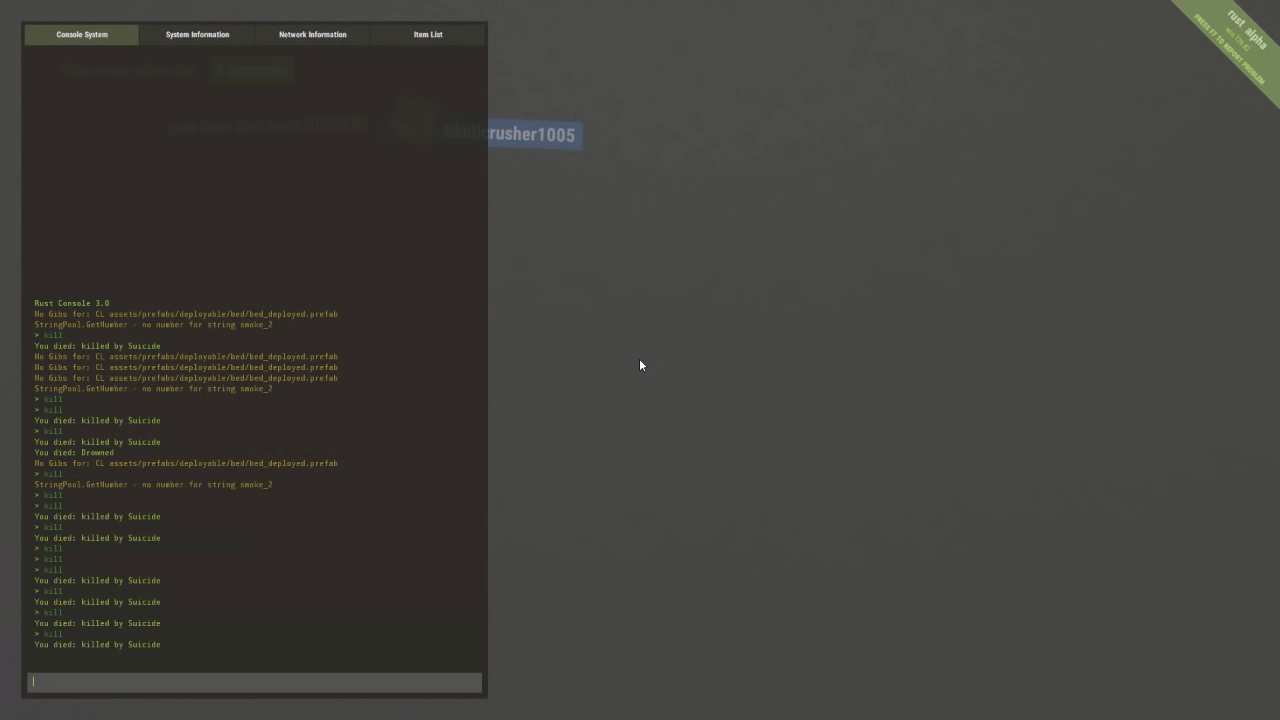 Console System
System Information
Network Information
Item List
rust alpha
PRESS F7 TO REPORT PROBLEM
Skullcrusher1005
Rust Console 3.0
No Gibs for: CL assets/prefabs/deployable/bed/bed_deployed.prefab
StringPool.GetNumber - no number for string smoke_2
> kill
You died: killed by Suicide
No Gibs for: CL assets/prefabs/deployable/bed/bed_deployed.prefab
No Gibs for: CL assets/prefabs/deployable/bed/bed_deployed.prefab
No Gibs for: CL assets/prefabs/deployable/bed/bed_deployed.prefab
StringPool.GetNumber - no number for string smoke_2
> kill
> kill
You died: killed by Suicide
> kill
You died: killed by Suicide
You died: Drowned
No Gibs for: CL assets/prefabs/deployable/bed/bed_deployed.prefab
> kill
StringPool.GetNumber - no number for string smoke_2
> kill
> kill
You died: killed by Suicide
> kill
You died: killed by Suicide
> kill
> kill
> kill
You died: killed by Suicide
> kill
You died: killed by Suicide
> kill
You died: killed by Suicide
> kill
You died: killed by Suicide